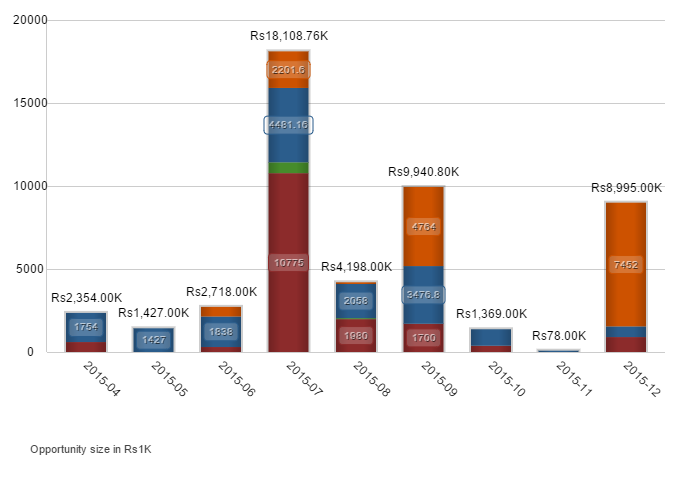 20000
Rs18,108.76K
2201.6
15000
4481.16
Rs9,940.80K
10000
Rs8,995.00K
4764
10775
Rs4,198.00K
7462
5000
Rs2,354.00K
Rs1,427.00K
Rs2,718.00K
2058
3476.8
Rs1,369.00K
Rs78.00K
1754
1427
1838
1980
1700
0
2015-04
2015-05
2015-06
2015-07
2015-08
2015-09
2015-10
2015-11
2015-12
Opportunity size in Rs1K